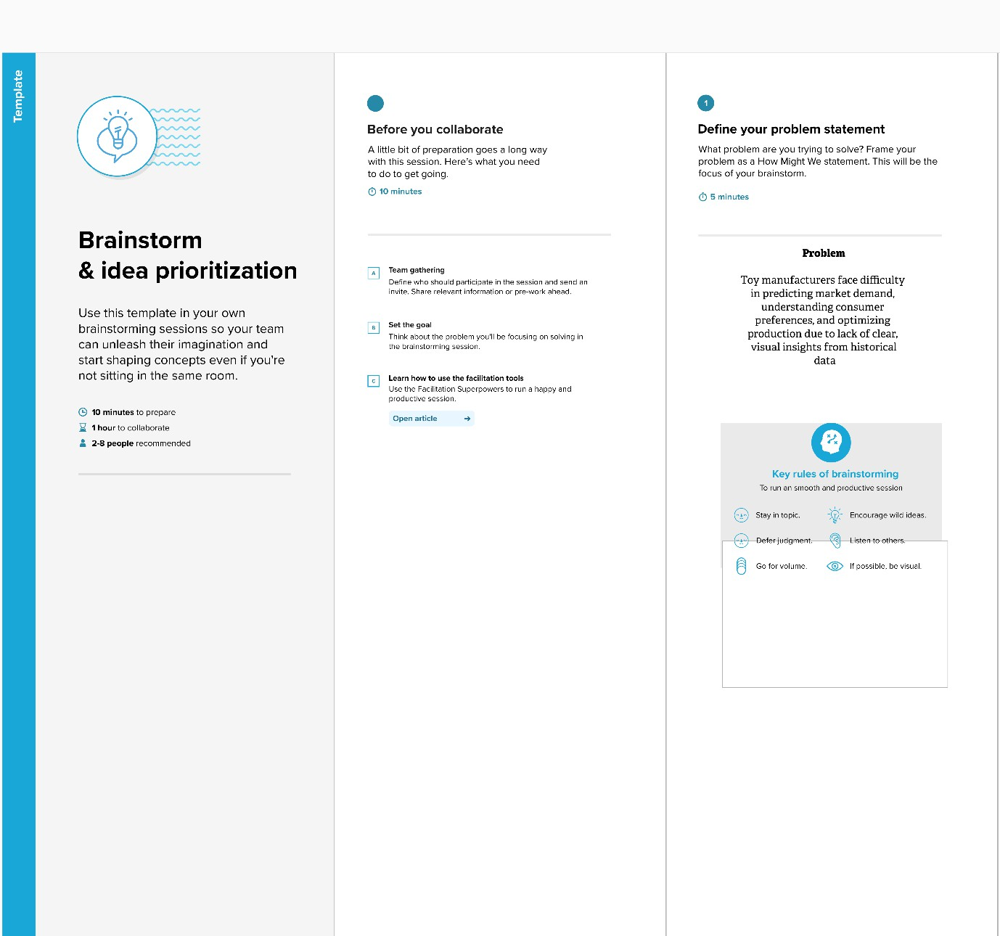 Template
Brainstorm
& idea prioritization
Use this template in your own
brainstorming sessions so your team
can unleash their imagination and
start shaping concepts even if you're
not sitting in the same room.
10 minutes to prepare
1 hour to collaborate
2-8 people recommended
Before you collaborate
A little bit of preparation goes a long way
with this session. Here's what you need
to do to get going.
10 minutes
A
Team gathering
Define who should participate in the session and send an
invite. Share relevant information or pre-work ahead.
B
Set the goal
Think about the problem you'll be focusing on solving in
the brainstorming session.
C
Learn how to use the facilitation tools
Use the Facilitation Superpowers to run a happy and
productive session.
Open article
1
Define your problem statement
What problem are you trying to solve? Frame your
problem as a How Might We statement. This will be the
focus of your brainstorm.
5 minutes
Problem
Toy manufacturers face difficulty
in predicting market demand,
understanding consumer
preferences, and optimizing
production due to lack of clear,
visual insights from historical
data
Key rules of brainstorming
To run an smooth and productive session
Stay in topic.
Encourage wild ideas.
Defer judgment.
Listen to others.
Go for volume.
If possible, be visual.